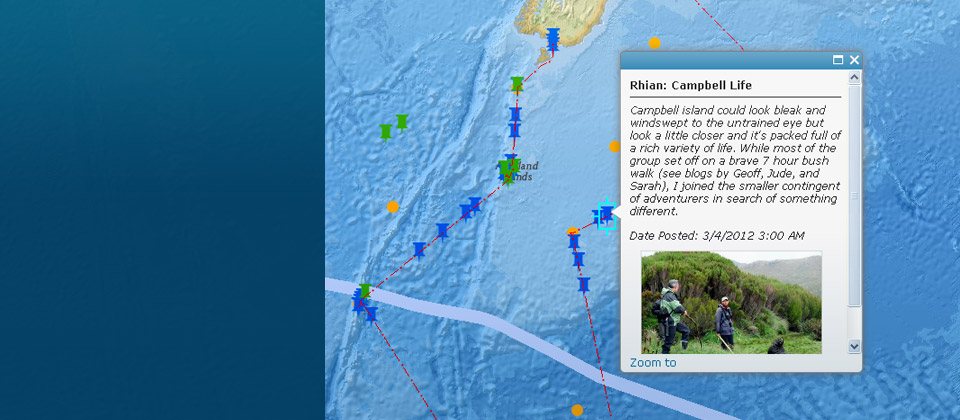 Rhian: Campbell Life
Campbell island could look bleak and
windswept to the untrained eye but
look a little closer and it's packed full of
a rich variety of life. While most of the
group set off on a brave 7 hour bush
walk (see blogs by Geoff, Jude, and
Sarah), I joined the smaller contingent
of adventurers in search of something
different.
Date Posted: 3/4/2012 3:00 AM
Zoom to